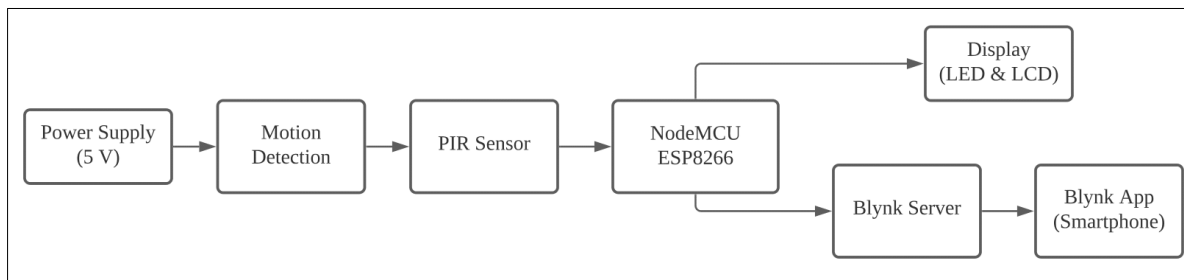 Power Supply
(5 V)
Motion
Detection
PIR Sensor
NodeMCU
ESP8266
Display
(LED & LCD)
Blynk Server
Blynk App
(Smartphone)